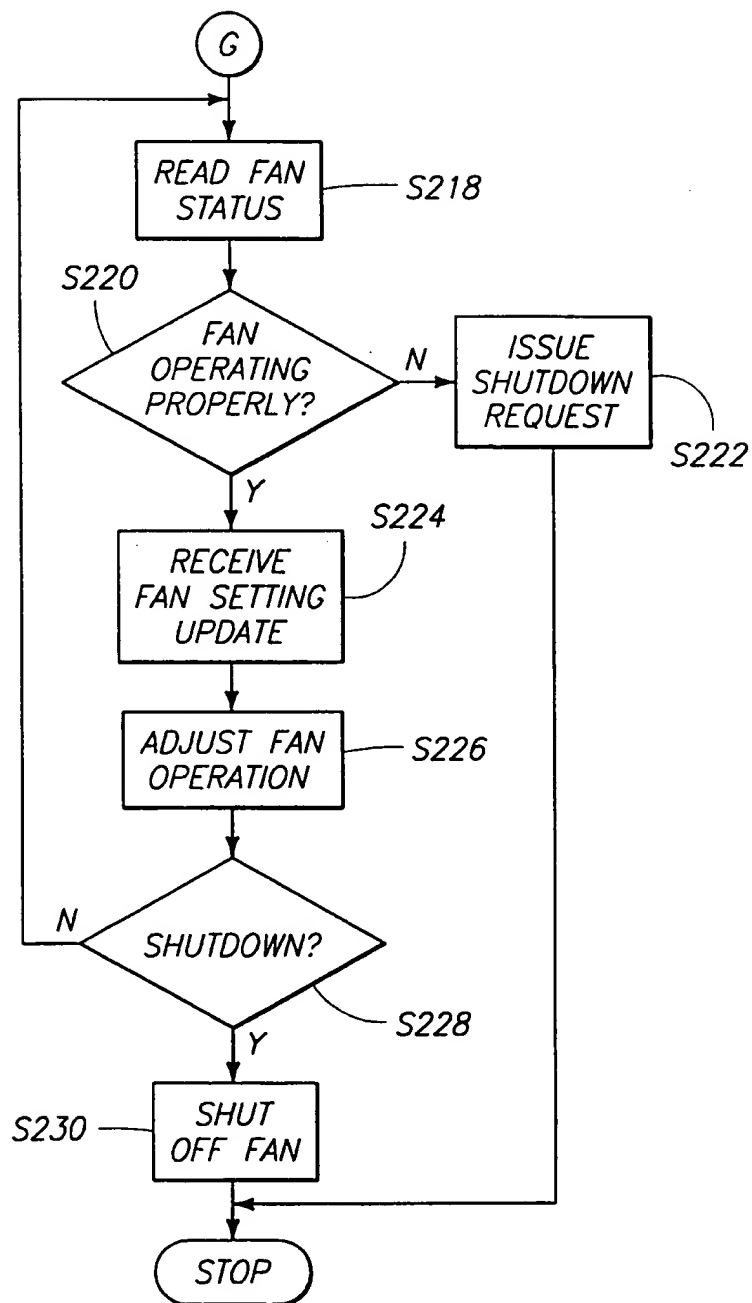 G
READ FAN
STATUS
S218
S220
FAN
OPERATING
PROPERLY?
N
ISSUE
SHUTDOWN
REQUEST
S222
Y
S224
RECEIVE
FAN SETTING
UPDATE
ADJUST FAN
OPERATION
S226
N
SHUTDOWN?
S228
Y
S230
SHUT
OFF FAN
STOP